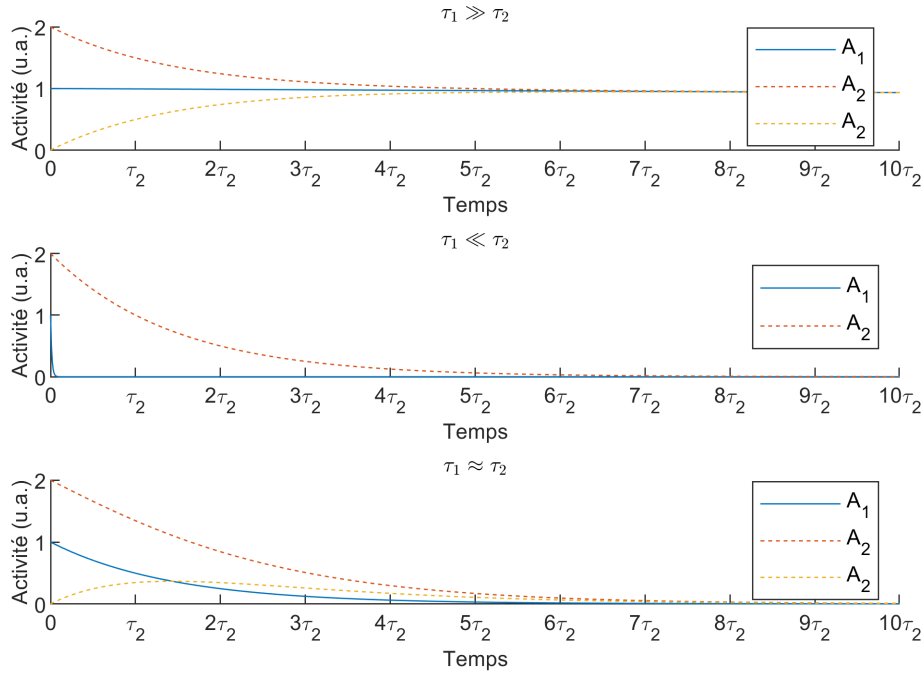 τ₁ ≫ τ₂
Activité (u.a.)
2
1
0
0 τ₂ 2τ₂ 3τ₂ 4τ₂ 5τ₂ 6τ₂ 7τ₂ 8τ₂ 9τ₂ 10τ₂
Temps
A₁
A₂
A₂
τ₁ ≪ τ₂
Activité (u.a.)
2
1
0
0 τ₂ 2τ₂ 3τ₂ 4τ₂ 5τ₂ 6τ₂ 7τ₂ 8τ₂ 9τ₂ 10τ₂
Temps
A₁
A₂
τ₁ ≈ τ₂
Activité (u.a.)
2
1
0
0 τ₂ 2τ₂ 3τ₂ 4τ₂ 5τ₂ 6τ₂ 7τ₂ 8τ₂ 9τ₂ 10τ₂
Temps
A₁
A₂
A₂